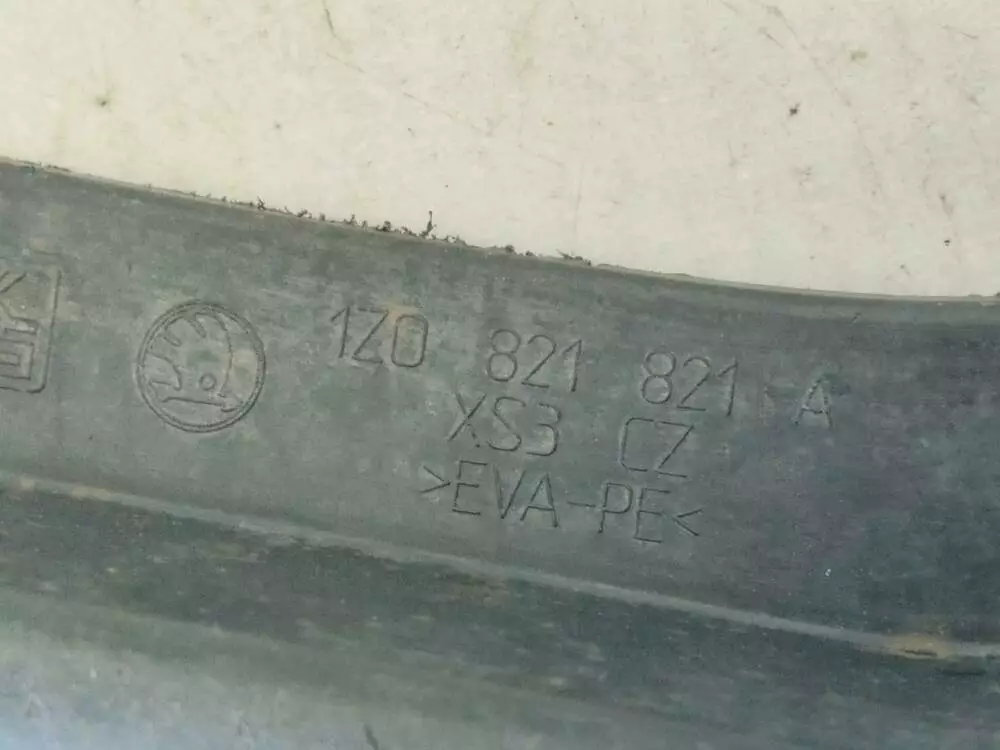 1Z0 821 821 A
XS3 CZ
>EVA-PE<